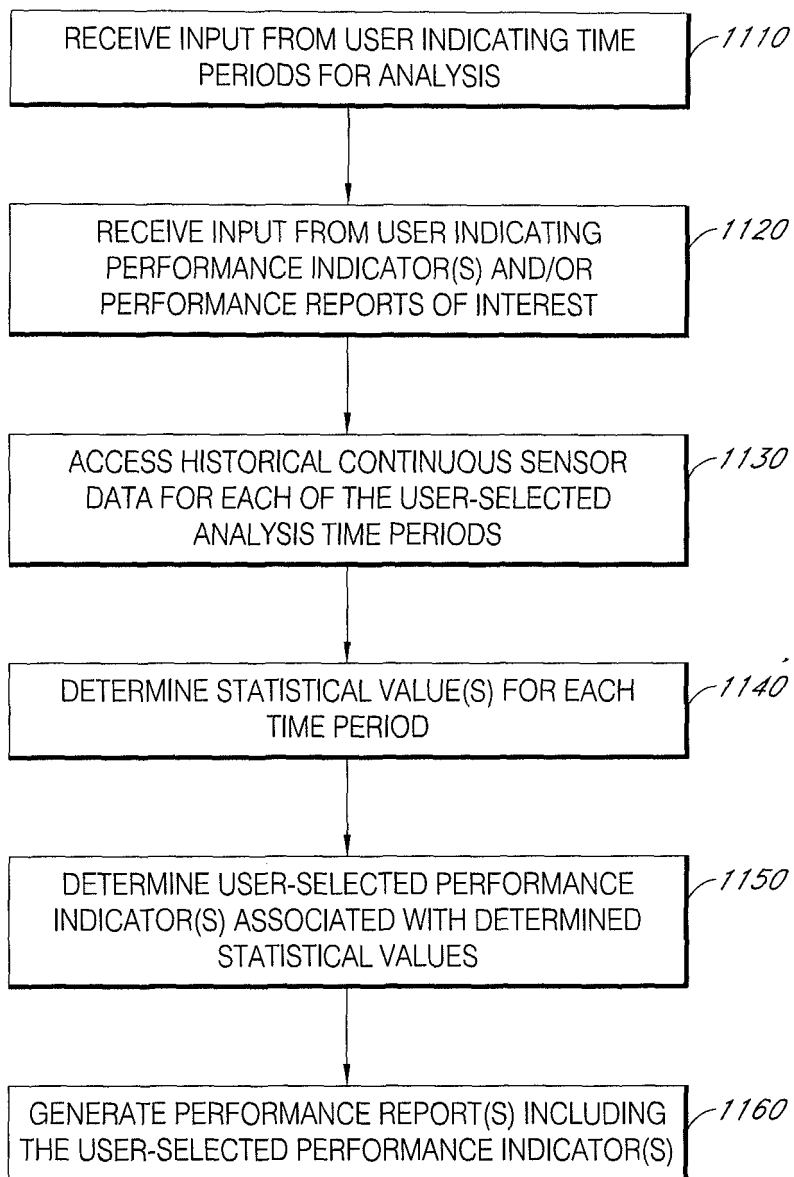 RECEIVE INPUT FROM USER INDICATING TIME
PERIODS FOR ANALYSIS
1110
RECEIVE INPUT FROM USER INDICATING
PERFORMANCE INDICATOR(S) AND/OR
PERFORMANCE REPORTS OF INTEREST
1120
ACCESS HISTORICAL CONTINUOUS SENSOR
DATA FOR EACH OF THE USER-SELECTED
ANALYSIS TIME PERIODS
1130
DETERMINE STATISTICAL VALUE(S) FOR EACH
TIME PERIOD
1140
DETERMINE USER-SELECTED PERFORMANCE
INDICATOR(S) ASSOCIATED WITH DETERMINED
STATISTICAL VALUES
1150
GENERATE PERFORMANCE REPORT(S) INCLUDING
THE USER-SELECTED PERFORMANCE INDICATOR(S)
1160